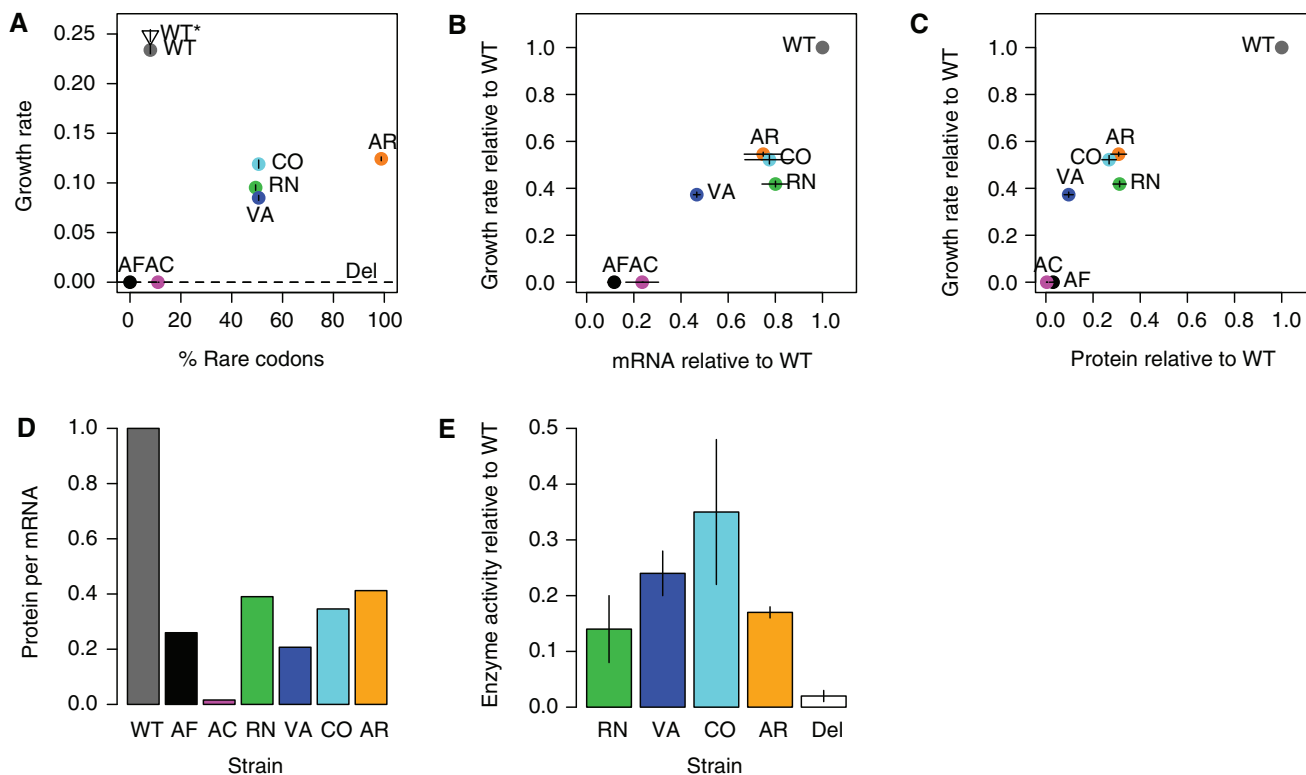 A
Growth rate
0.25
0.20
0.15
0.10
0.05
0.00
WT*
WT
AR
CO
RN
VA
AFAC
Del
0 20 40 60 80 100
% Rare codons
B
Growth rate relative to WT
1.0
0.8
0.6
0.4
0.2
0.0
WT
AR
CO
RN
VA
AFAC
0.0 0.2 0.4 0.6 0.8 1.0
mRNA relative to WT
C
Growth rate relative to WT
1.0
0.8
0.6
0.4
0.2
0.0
WT
AR
CO
VA
RN
AC
AF
0.0 0.2 0.4 0.6 0.8 1.0
Protein relative to WT
D
Protein per mRNA
1.0
0.8
0.6
0.4
0.2
0.0
WT AF AC RN VA CO AR
Strain
E
Enzyme activity relative to WT
0.5
0.4
0.3
0.2
0.1
0.0
RN VA CO AR Del
Strain